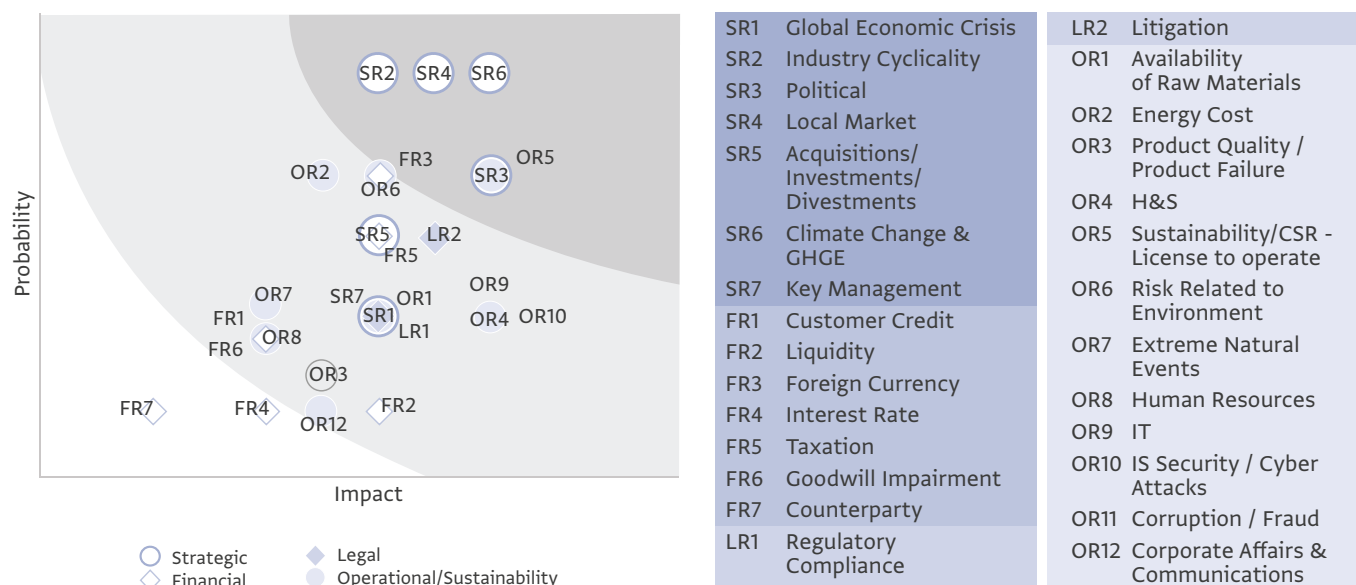 SR2 SR4 SR6
FR3 OR5
OR2 SR3
OR6
SR5 LR2
FR5
OR9
OR7 SR7 OR1
FR1 SR1 OR4 OR10
LR1
OR8
FR6
OR3
FR7 FR4 FR2
OR12
Probability
Impact
Strategic
Financial
Legal
Operational/Sustainability
SR1 Global Economic Crisis
SR2 Industry Cyclicality
SR3 Political
SR4 Local Market
SR5 Acquisitions/
Investments/
Divestments
SR6 Climate Change &
GHGE
SR7 Key Management
FR1 Customer Credit
FR2 Liquidity
FR3 Foreign Currency
FR4 Interest Rate
FR5 Taxation
FR6 Goodwill Impairment
FR7 Counterparty
LR1 Regulatory
Compliance
LR2 Litigation
OR1 Availability
of Raw Materials
OR2 Energy Cost
OR3 Product Quality /
Product Failure
OR4 H&S
OR5 Sustainability/CSR -
License to operate
OR6 Risk Related to
Environment
OR7 Extreme Natural
Events
OR8 Human Resources
OR9 IT
OR10 IS Security / Cyber
Attacks
OR11 Corruption / Fraud
OR12 Corporate Affairs &
Communications